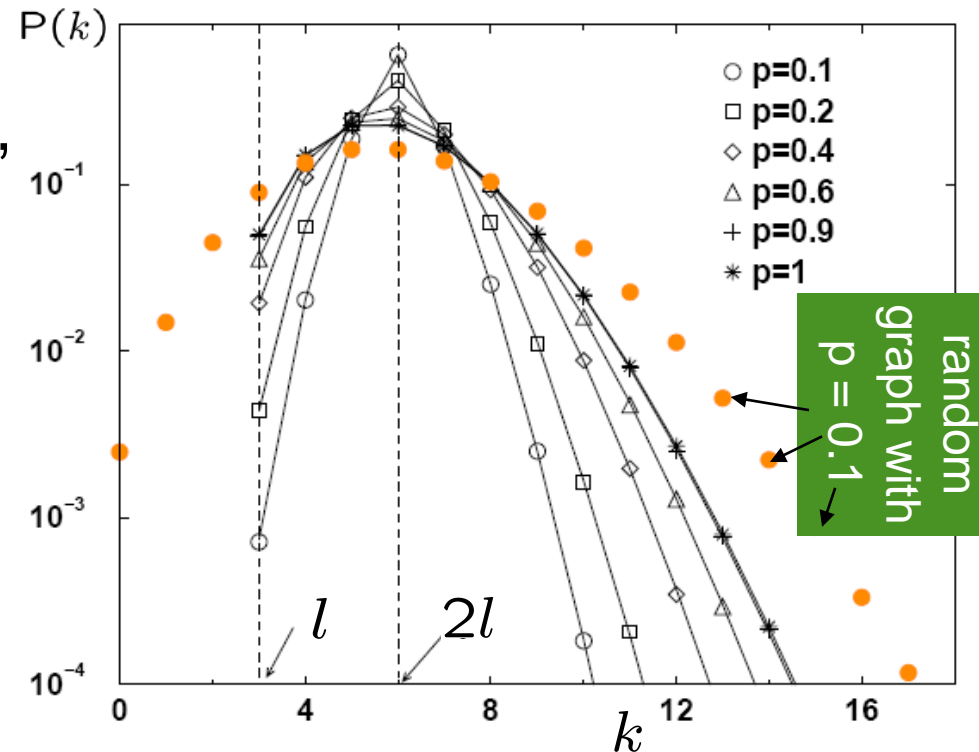 P(k)
,
p=0.1
p=0.2
p=0.4
p=0.6
p=0.9
p=1
10⁻¹
10⁻²
10⁻³
10⁻⁴
random
graph with
p = 0.1
l
2l
0
4
8
12
16
k